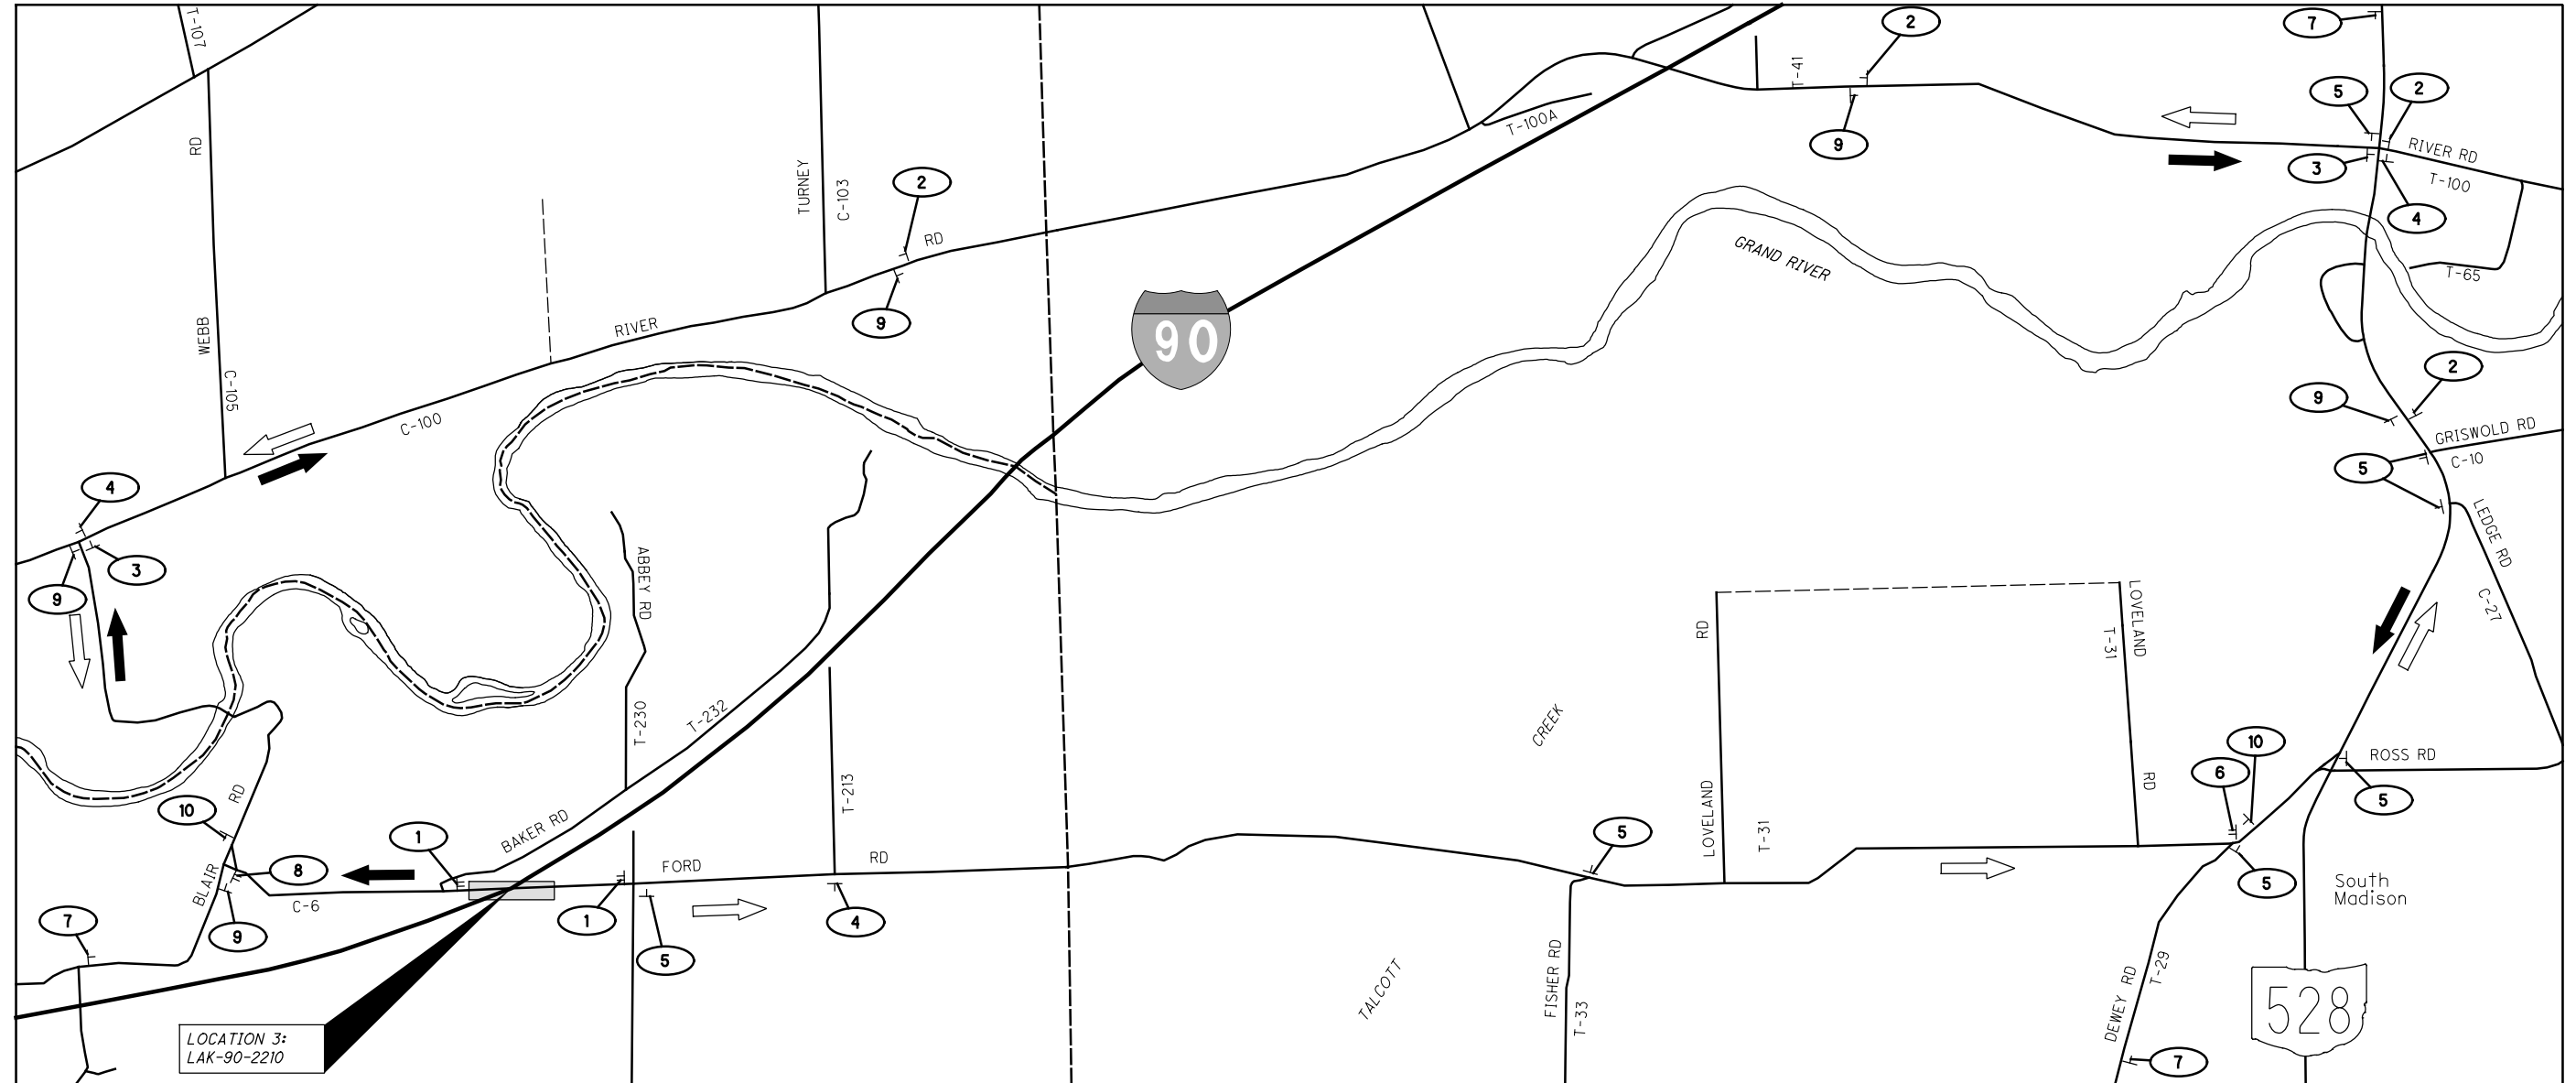 T-107
2
7
T-41
5
2
RD
T-100A
9
RIVER RD
3
T-100
TURNEY
C-103
2
4
RD
GRAND RIVER
T-65
WEBB
RIVER
9
90
2
C-105
9
C-100
GRISWOLD RD
5
C-10
4
LEDGE RD
3
9
ABBEY RD
C-27
RD
LOVELAND
T-31
T-230
T-232
CREEK
10
ROSS RD
6
RD
RD
T-213
10
5
1
BAKER RD
5
LOVELAND
T-31
FORD
RD
8
BLAIR
C-6
5
South
Madison
7
9
1
4
5
FISHER RD
T-33
TALCOTT
DEWEY RD
T-29
528
LOCATION 3:
LAK-90-2210
7